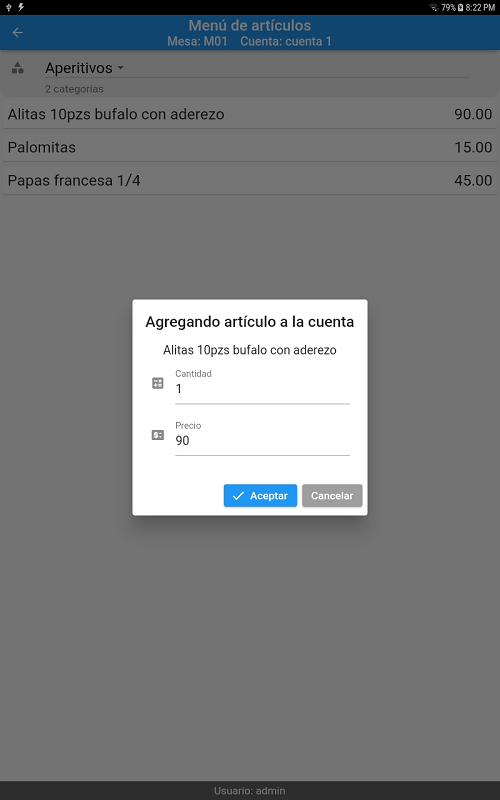 79% 8:22 PM
Menú de artículos
Mesa: M01 Cuenta: cuenta 1
Aperitivos
2 categorías
Alitas 10pzs bufalo con aderezo 90.00
Palomitas 15.00
Papas francesa 1/4 45.00
Agregando artículo a la cuenta
Alitas 10pzs bufalo con aderezo
Cantidad
1
Precio
90
Aceptar Cancelar
Usuario: admin